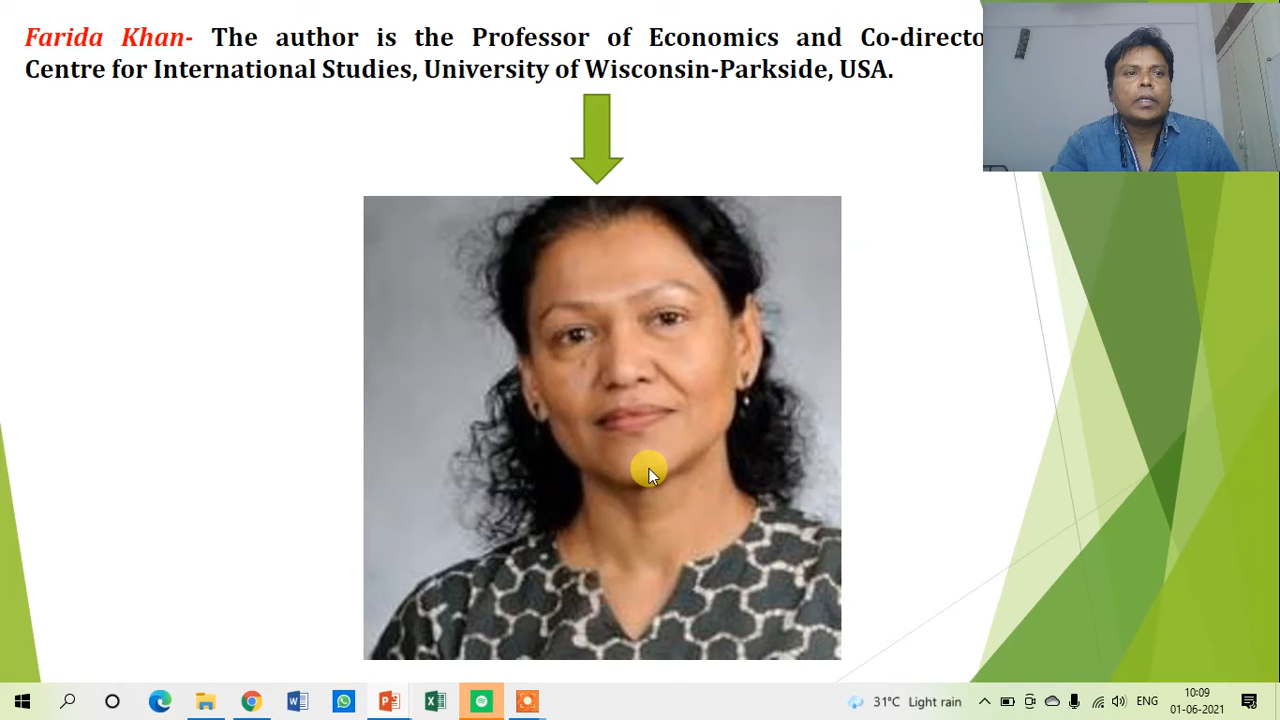 Farida Khan- The author is the Professor of Economics and Co-directo
Centre for International Studies, University of Wisconsin-Parkside, USA.
31°C Light rain
ENG
10:09
01-06-2021